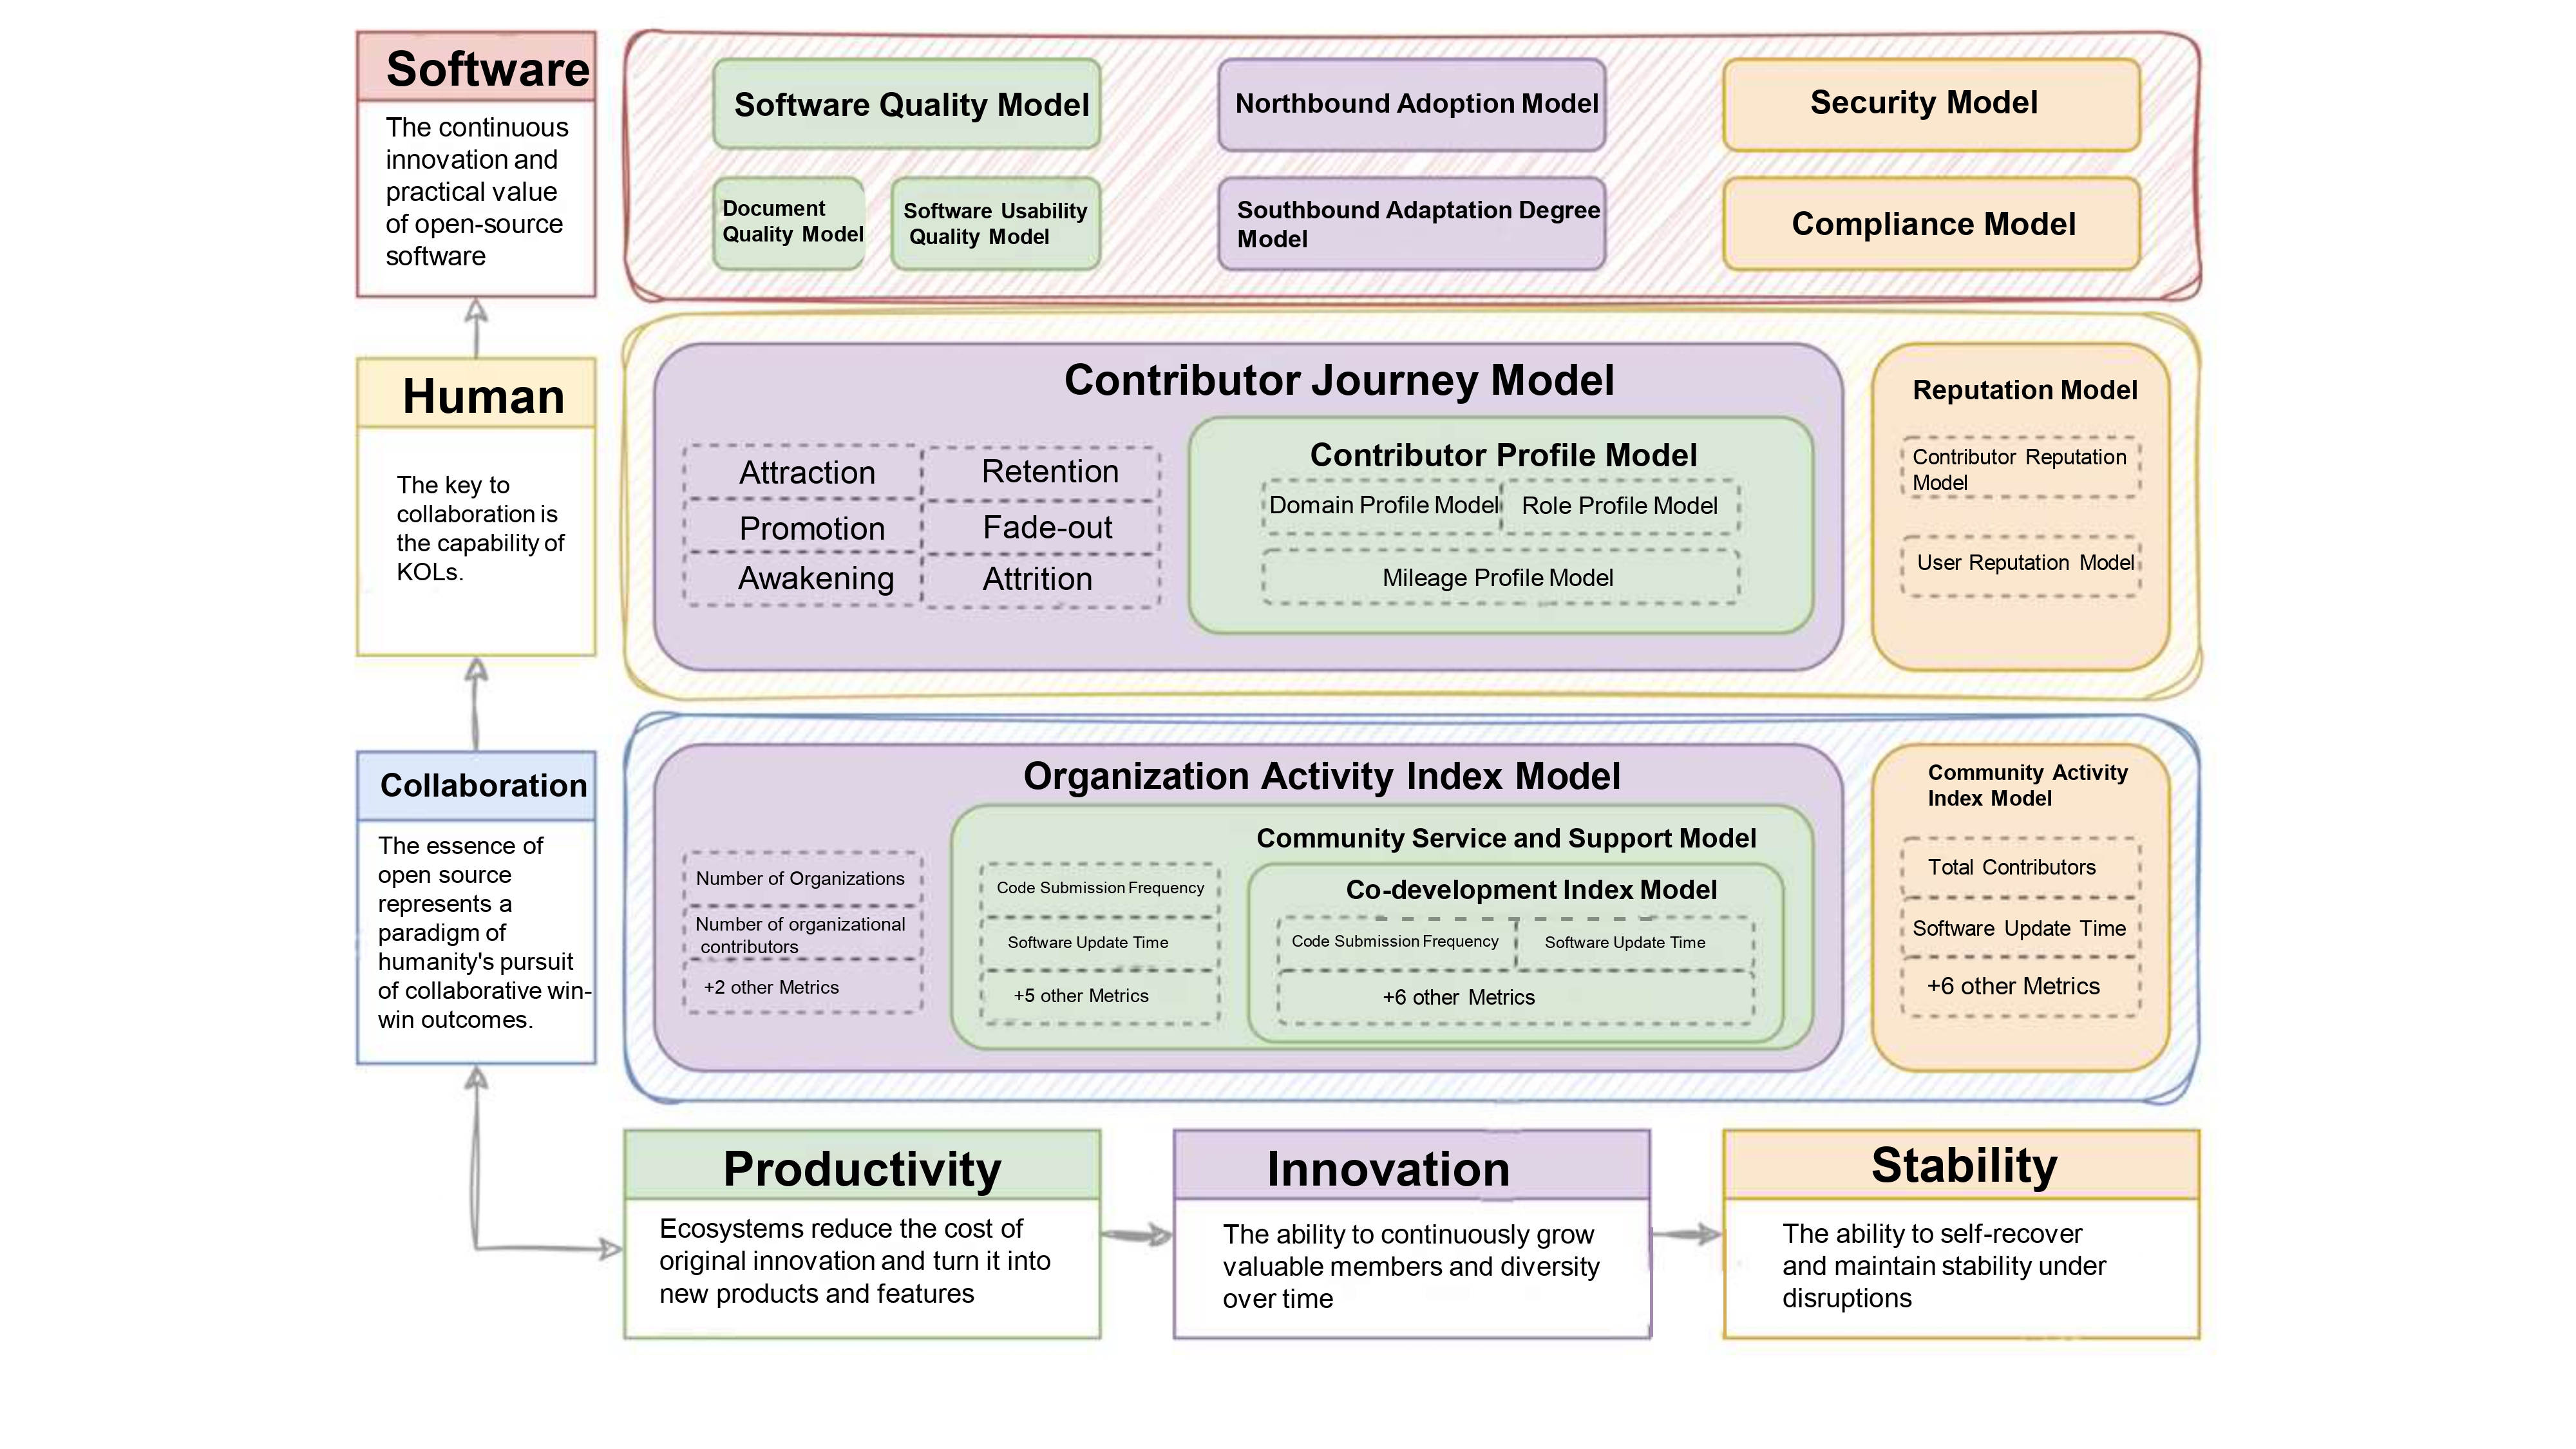 Software
The continuous
innovation and
practical value
of open-source
software
Software Quality Model
Northbound Adoption Model
Security Model
Document
Quality Model
Software Usability
Quality Model
Southbound Adaptation Degree
Model
Compliance Model
Human
The key to
collaboration is
the capability of
KOLs.
Contributor Journey Model
Attraction
Retention
Promotion
Fade-out
Awakening
Attrition
Contributor Profile Model
Domain Profile Model
Role Profile Model
Mileage Profile Model
Reputation Model
Contributor Reputation
Model
User Reputation Model
Collaboration
The essence of
open source
represents a
paradigm of
humanity's pursuit
of collaborative win-
win outcomes.
Organization Activity Index Model
Number of Organizations
Number of organizational
contributors
+2 other Metrics
Community Service and Support Model
Code Submission Frequency
Software Update Time
+5 other Metrics
Co-development Index Model
Code Submission Frequency
Software Update Time
+6 other Metrics
Community Activity
Index Model
Total Contributors
Software Update Time
+6 other Metrics
Productivity
Ecosystems reduce the cost of
original innovation and turn it into
new products and features
Innovation
The ability to continuously grow
valuable members and diversity
over time
Stability
The ability to self-recover
and maintain stability under
disruptions